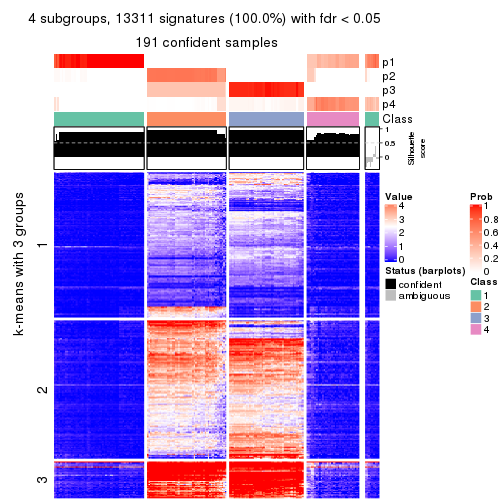 4 subgroups, 13311 signatures (100.0%) with fdr < 0.05
191 confident samples
p1
p2
p3
p4
Class
1
0.5
0
Silhouette
score
k-means with 3 groups
1
2
3
Value
4
3
2
1
0
Status (barplots)
confident
ambiguous
Prob
1
0.8
0.6
0.4
0.2
0
Class
1
2
3
4